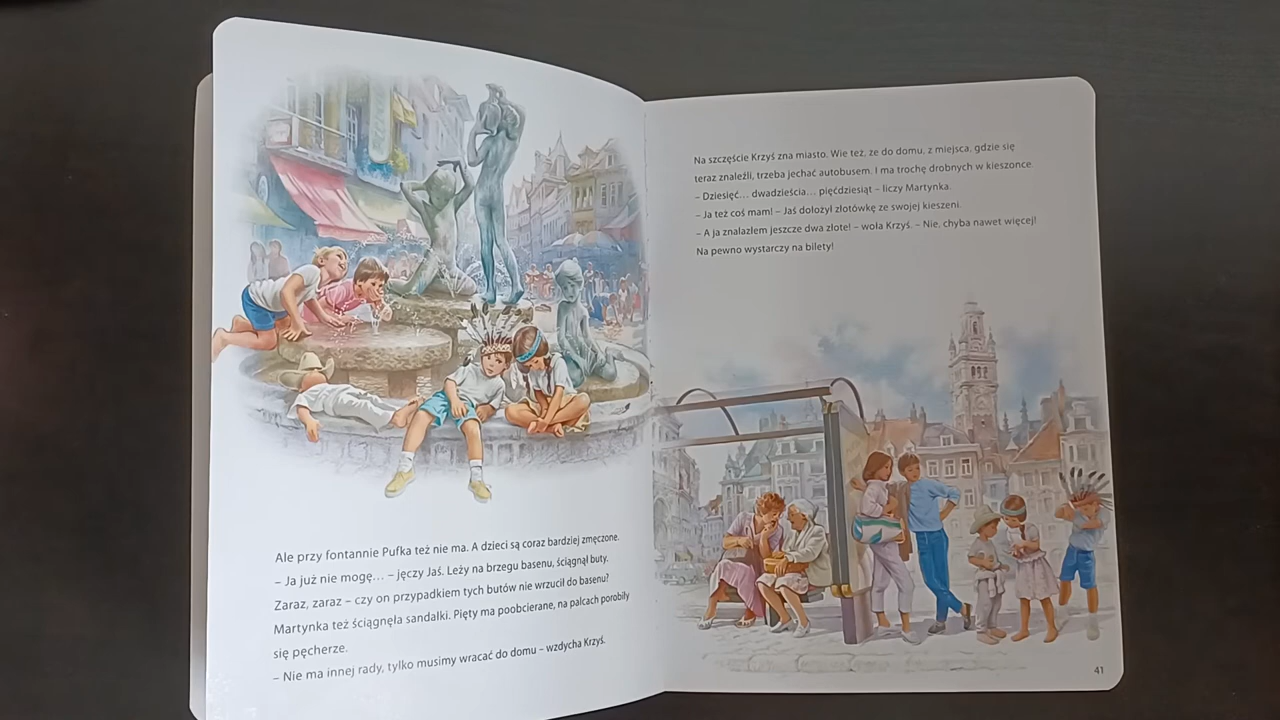 Ale przy fontannie Pufka też nie ma. A dzieci są coraz bardziej zmęczone.
– Ja już nie mogę… – jęczy Jaś. Leży na brzegu basenu, ściągnął buty.
Zaraz, zaraz – czy on przypadkiem tych butów nie wrzucił do basenu?
Martynka też ściągnęła sandałki. Pięty ma poobcierane, na palcach porobiły
się pęcherze.
– Nie ma innej rady, tylko musimy wracać do domu – wzdycha Krzyś.
Na szczęście Krzyś zna miasto. Wie też, że do domu, z miejsca, gdzie się
teraz znaleźli, trzeba jechać autobusem. I ma trochę drobnych w kieszonce.
– Dziesięć… dwadzieścia… pięćdziesiąt – liczy Martynka.
– Ja też coś mam! – Jaś dołożył złotówkę ze swojej kieszeni.
– A ja znalazłem jeszcze dwa złote! – woła Krzyś. – Nie, chyba nawet więcej!
Na pewno wystarczy na bilety!
41